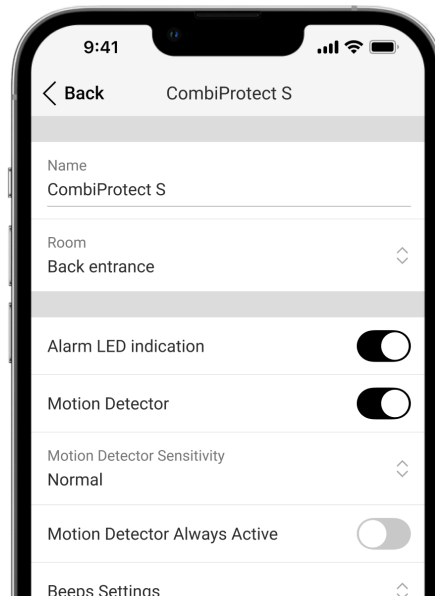 9:41
Back CombiProtect S
Name
CombiProtect S
Room
Back entrance
Alarm LED indication
Motion Detector
Motion Detector Sensitivity
Normal
Motion Detector Always Active
Beeps Settings